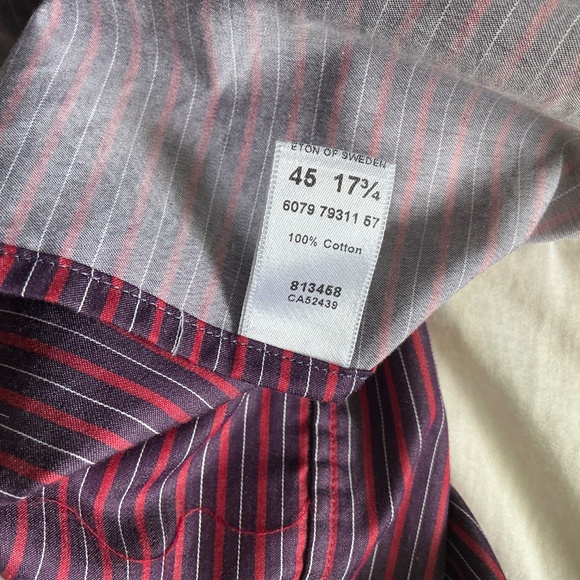 ETON OF SWEDEN
45 17¾
6079 79311 57
100% Cotton
813458
CA52439